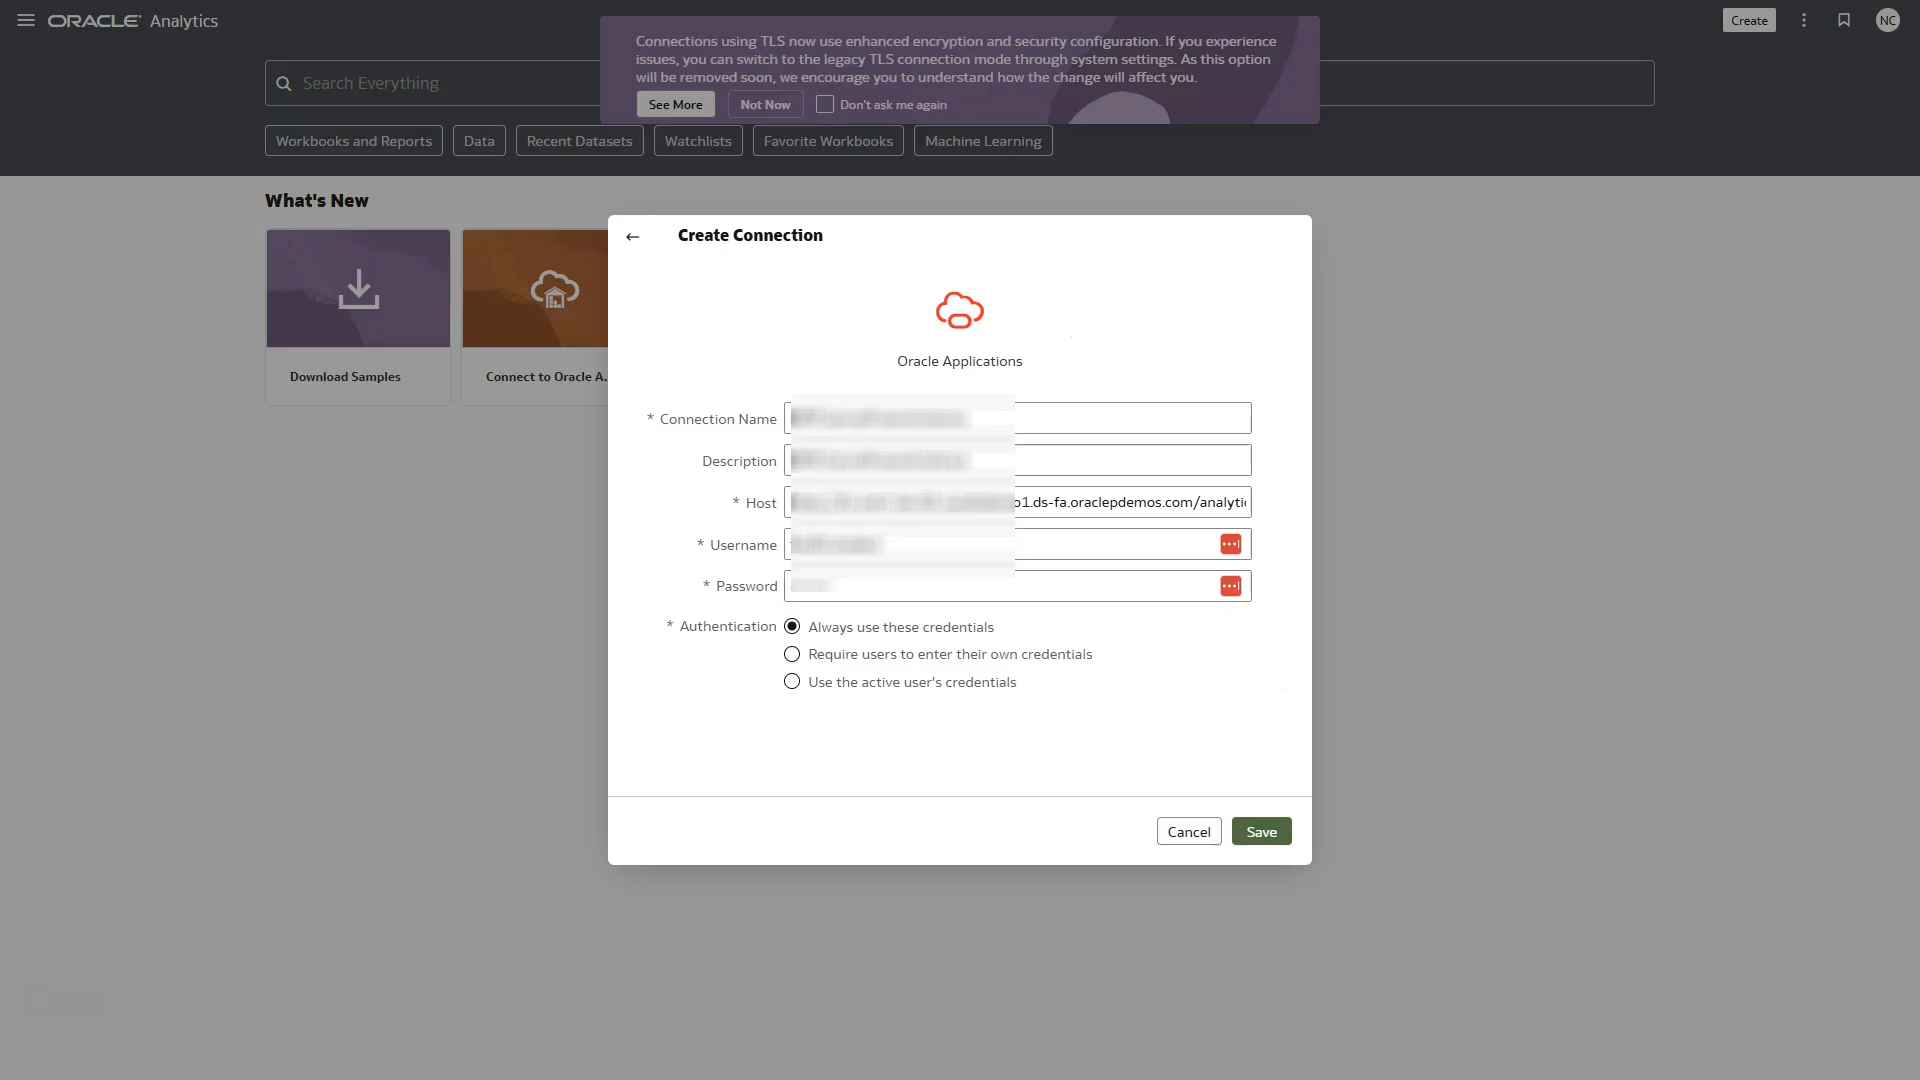 ORACLE Analytics
Create
NC
Connections using TLS now use enhanced encryption and security configuration. If you experience
issues, you can switch to the legacy TLS connection mode through system settings. As this option
will be removed soon, we encourage you to understand how the change will affect you.
See More
Not Now
Don't ask me again
Search Everything
Workbooks and Reports
Data
Recent Datasets
Watchlists
Favorite Workbooks
Machine Learning
What's New
Download Samples
Connect to Oracle A..
Create Connection
Oracle Applications
* Connection Name
Description
* Host
o1.ds-fa.oraclepdemos.com/analytic
* Username
* Password
* Authentication
Always use these credentials
Require users to enter their own credentials
Use the active user's credentials
Cancel
Save